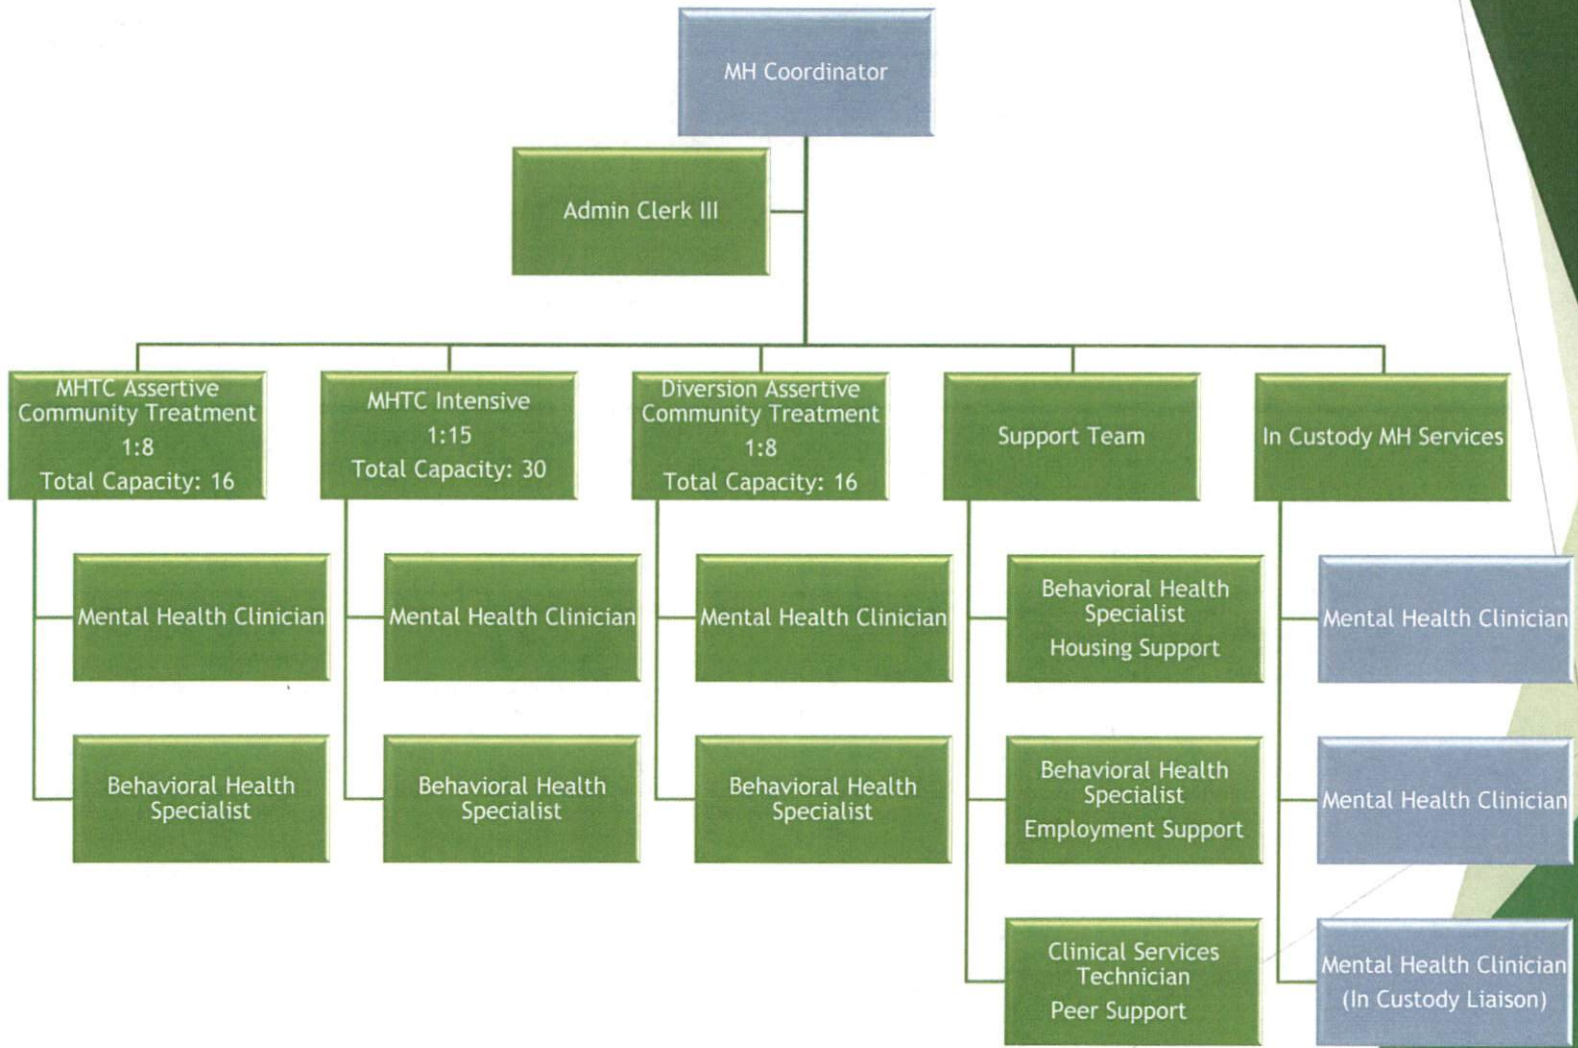 MH Coordinator
Admin Clerk III
MHTC Assertive
Community Treatment
1:8
Total Capacity: 16
MHTC Intensive
1:15
Total Capacity: 30
Diversion Assertive
Community Treatment
1:8
Total Capacity: 16
Support Team
In Custody MH Services
Mental Health Clinician
Mental Health Clinician
Mental Health Clinician
Behavioral Health
Specialist
Housing Support
Mental Health Clinician
Behavioral Health
Specialist
Behavioral Health
Specialist
Behavioral Health
Specialist
Behavioral Health
Specialist
Employment Support
Mental Health Clinician
Clinical Services
Technician
Peer Support
Mental Health Clinician
(In Custody Liaison)